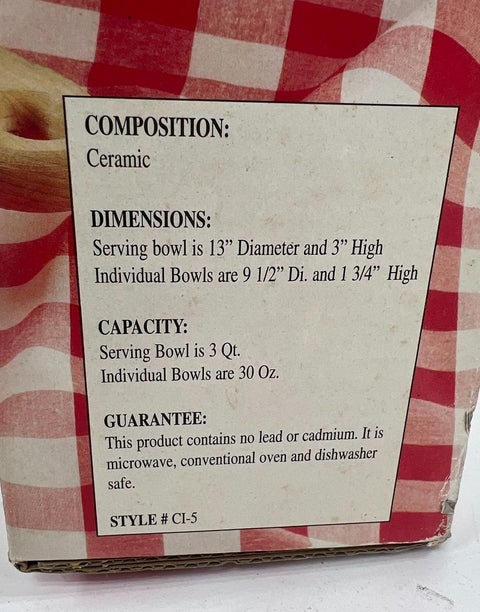 COMPOSITION:
Ceramic
DIMENSIONS:
Serving bowl is 13” Diameter and 3” High
Individual Bowls are 9 1/2” Di. and 1 3/4” High
CAPACITY:
Serving Bowl is 3 Qt.
Individual Bowls are 30 Oz.
GUARANTEE:
This product contains no lead or cadmium. It is
microwave, conventional oven and dishwasher
safe.
STYLE # CI-5